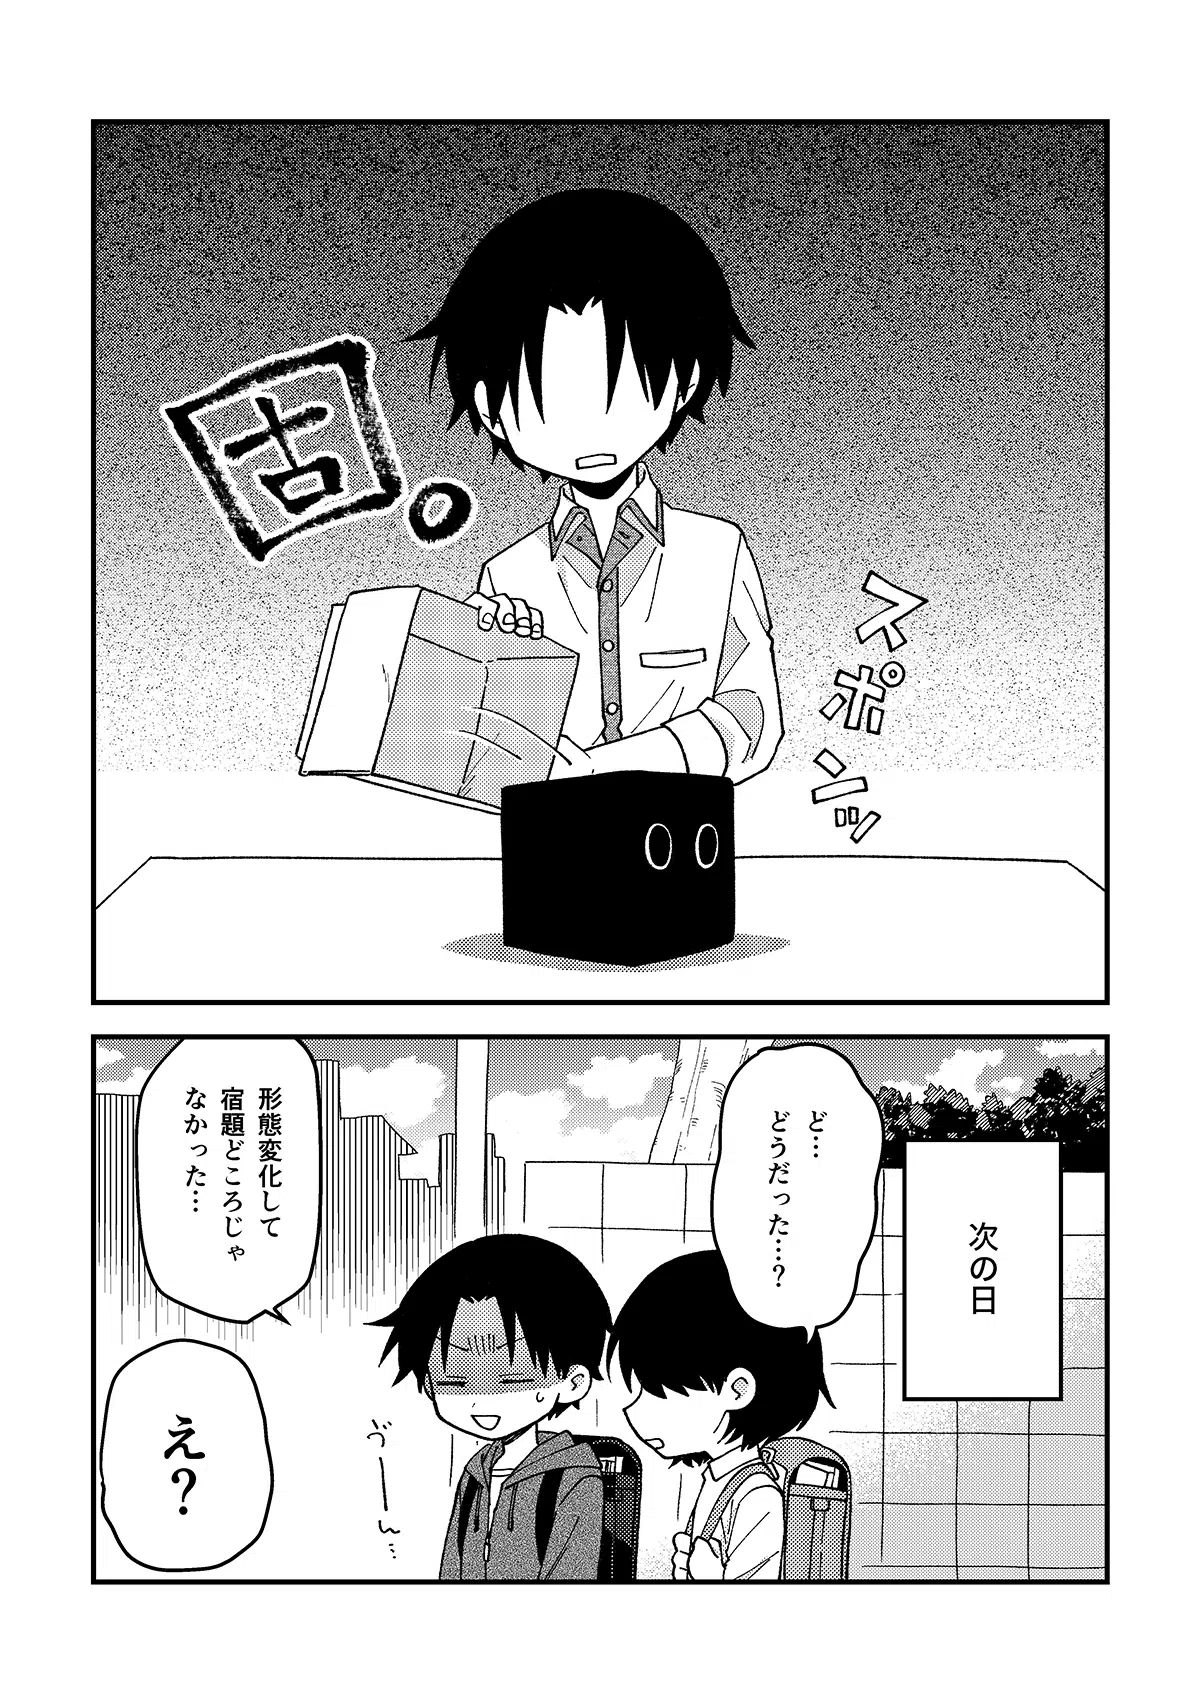 固。
スポンッ
次の日
ど…
どうだった…？
形態変化して
宿題どころじゃ
なかった…
ゔーーん…
え？